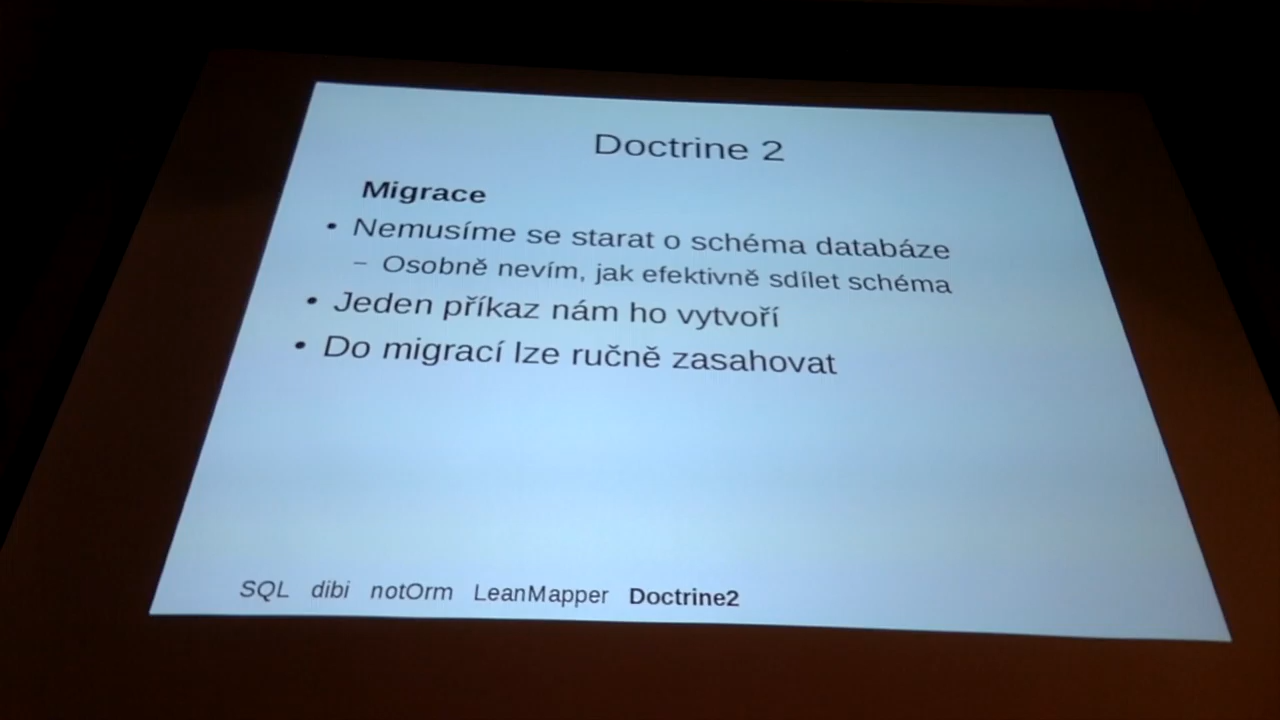 Doctrine 2
Migrace
• Nemusíme se starat o schéma databáze
– Osobně nevím, jak efektivně sdílet schéma
• Jeden příkaz nám ho vytvoří
• Do migrací lze ručně zasahovat
SQL dibi notOrm LeanMapper Doctrine2